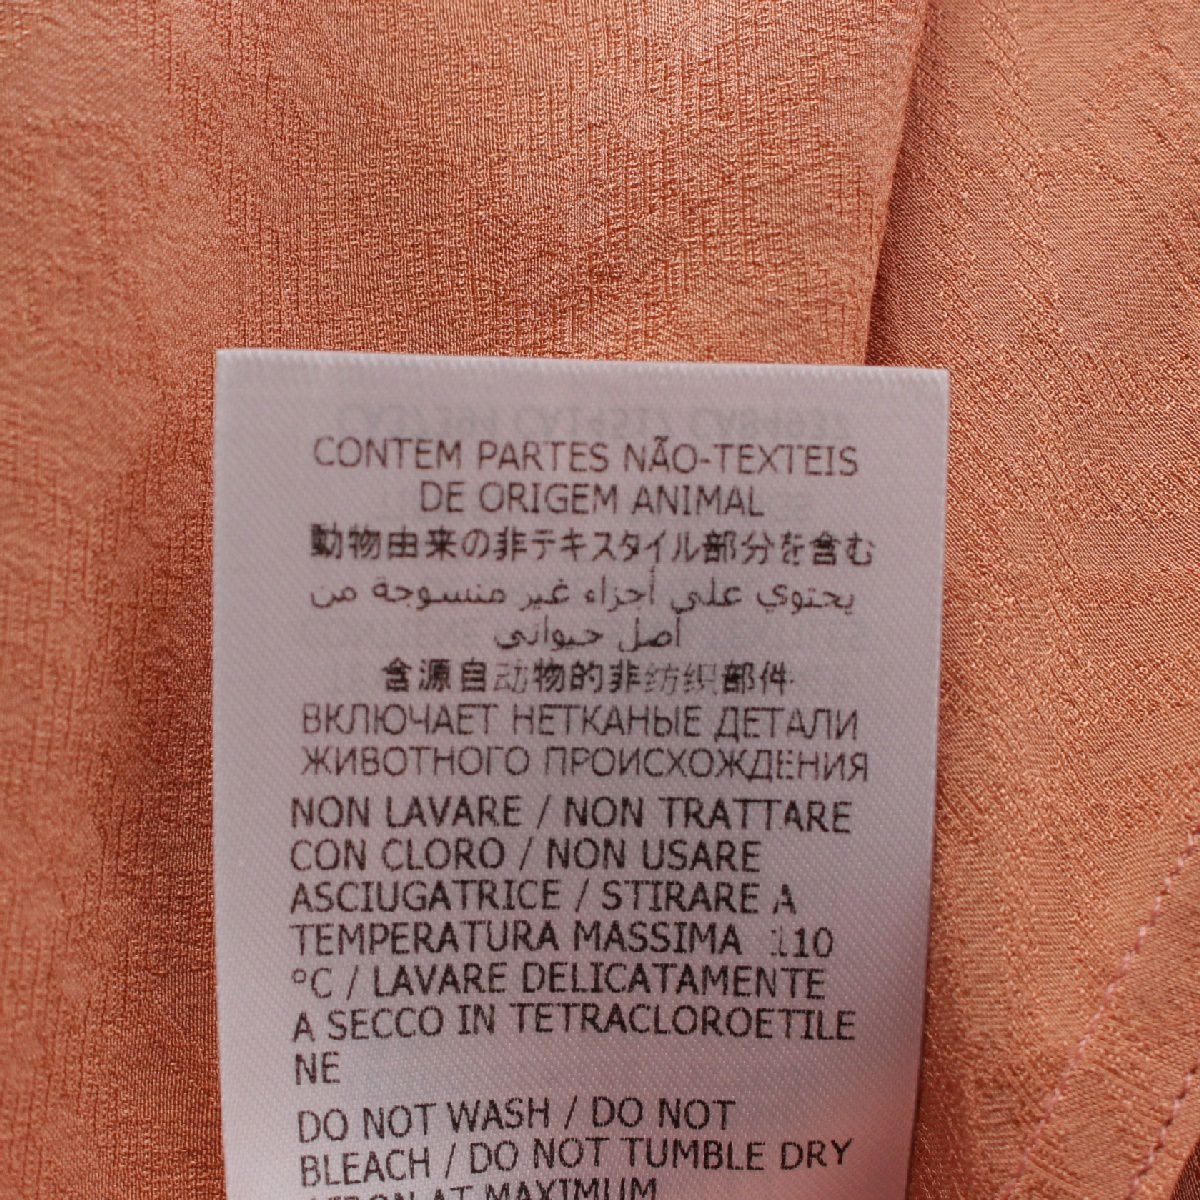 CONTEM PARTES NÃO-TEXTEIS
DE ORIGEM ANIMAL
動物由来の非テキスタイル部分を含む
يحتوي على أجزاء غير منسوجة من
أصل حيواني
含源自动物的非纺织部件
ВКЛЮЧАЕТ НЕТКАНЫЕ ДЕТАЛИ
ЖИВОТНОГО ПРОИСХОЖДЕНИЯ
NON LAVARE / NON TRATTARE
CON CLORO / NON USARE
ASCIUGATRICE / STIRARE A
TEMPERATURA MASSIMA 110
°C / LAVARE DELICATAMENTE
A SECCO IN TETRACLOROETILE
NE
DO NOT WASH / DO NOT
BLEACH / DO NOT TUMBLE DRY
/ IRON AT MAXIMUM